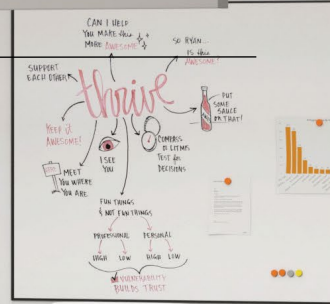 CAN I HELP
YOU MAKE this
MORE AWESOME
SO RYAN...
IS this
AWESOME?
SUPPORT
EACH OTHER
thrive
PUT
SOME
SAUCE
ON THAT!
KEEP it
AWESOME!
I SEE
YOU
COMPASS
& LITMUS
TEST for
DECISIONS
MEET
YOU WHERE
YOU ARE
FUN THINGS
& NOT FUN THINGS
PROFESSIONAL PERSONAL
HIGH LOW HIGH LOW
VULNERABILITY
BUILDS TRUST